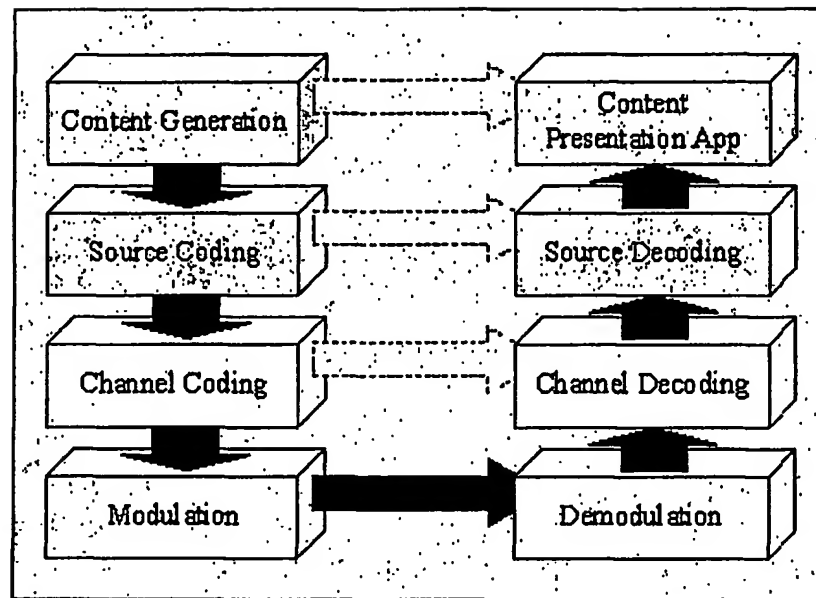 Content Generation
Content
Presentation App
Source Coding
Source Decoding
Channel Coding
Channel Decoding
Modulation
Demodulation